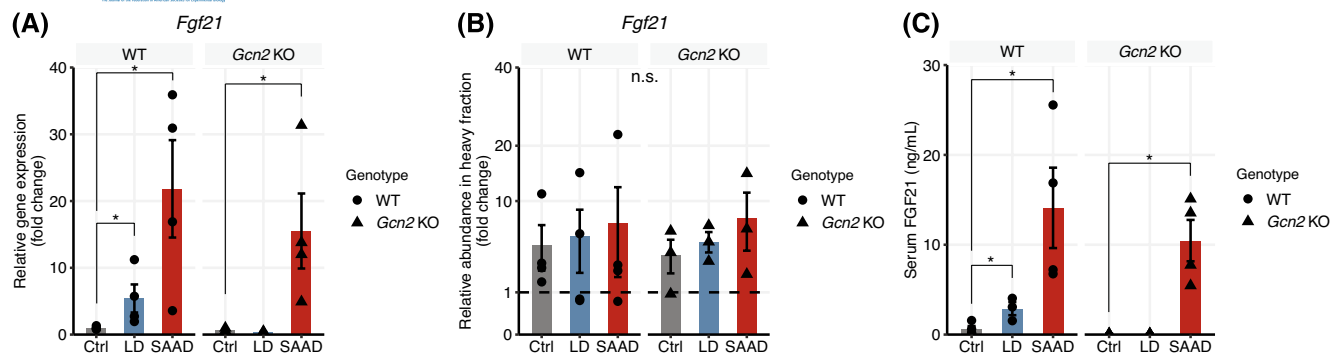 (A)
Fgf21
WT
Gcn2 KO
*
*
*
Relative gene expression
(fold change)
40
30
20
10
0
Ctrl LD SAAD
Ctrl LD SAAD
Genotype
WT
Gcn2 KO
(B)
Fgf21
WT
Gcn2 KO
n.s.
Relative abundance in heavy fraction
(fold change)
40
20
10
1
0
Ctrl LD SAAD
Ctrl LD SAAD
Genotype
WT
Gcn2 KO
(C)
WT
Gcn2 KO
*
*
*
Serum FGF21 (ng/mL)
30
20
10
0
Ctrl LD SAAD
Ctrl LD SAAD
Genotype
WT
Gcn2 KO